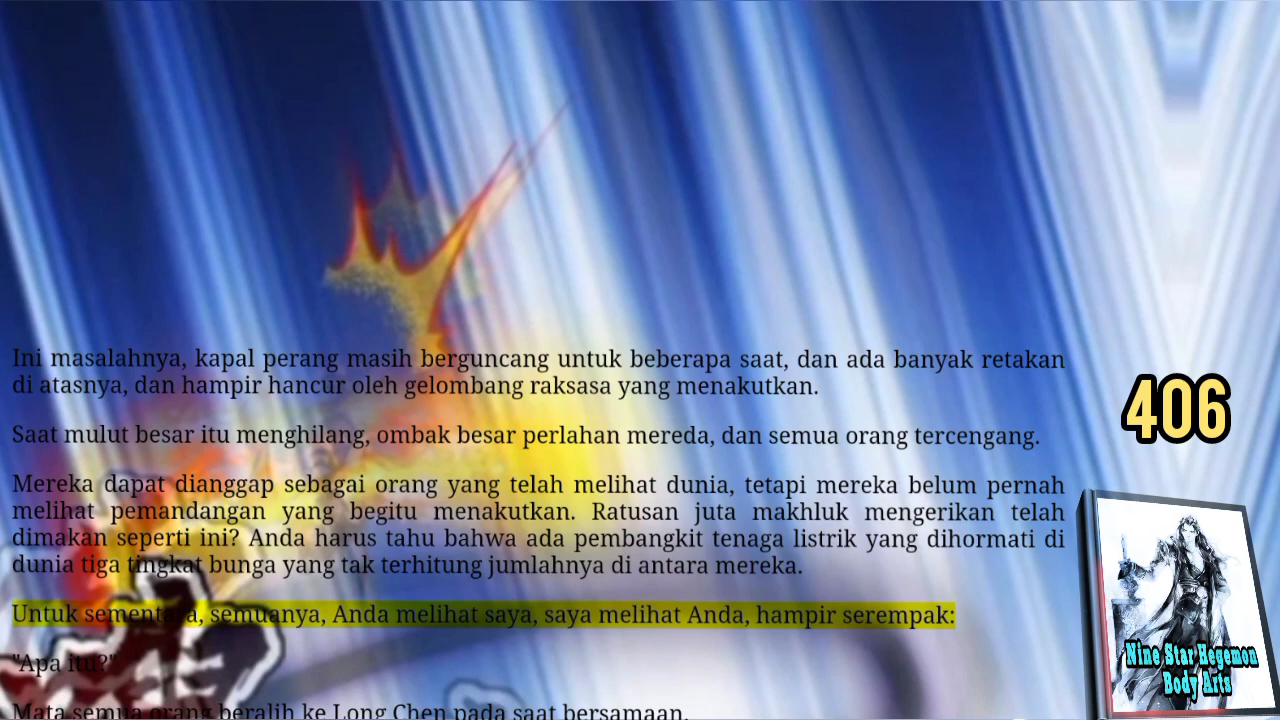 Ini masalahnya, kapal perang masih berguncang untuk beberapa saat, dan ada banyak retakan
di atasnya, dan hampir hancur oleh gelombang raksasa yang menakutkan.
Saat mulut besar itu menghilang, ombak besar perlahan mereda, dan semua orang tercengang.
Mereka dapat dianggap sebagai orang yang telah melihat dunia, tetapi mereka belum pernah
melihat pemandangan yang begitu menakutkan. Ratusan juta makhluk mengerikan telah
dimakan seperti ini? Anda harus tahu bahwa ada pembangkit tenaga listrik yang dihormati di
dunia tiga tingkat bunga yang tak terhitung jumlahnya di antara mereka.
Untuk sementara, semuanya, Anda melihat saya, saya melihat Anda, hampir serempak:
"Apa itu?"
Mata semua orang beralih ke Long Chen pada saat bersamaan.
406
Nine Star Hegemon
Body Arts